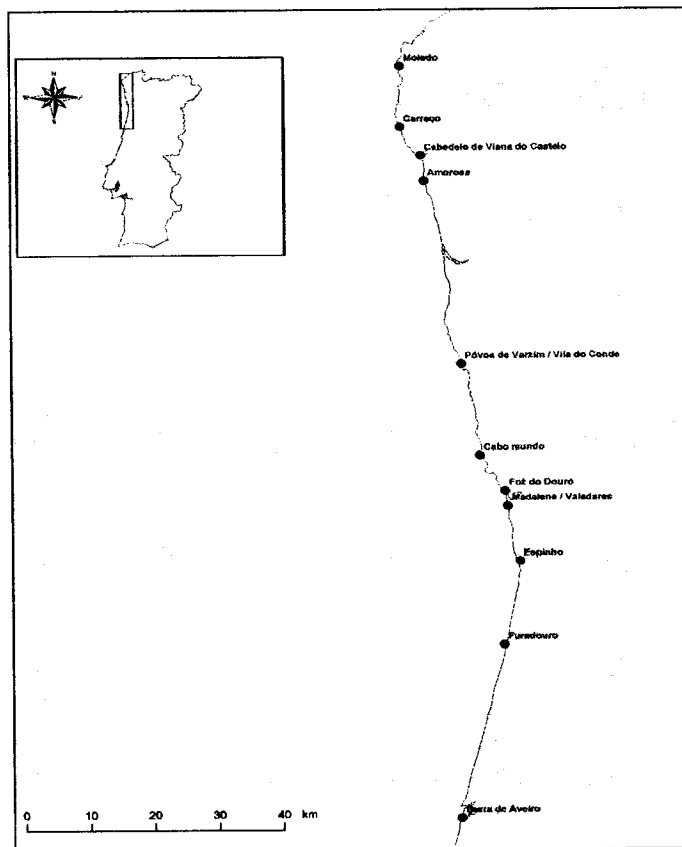 N
Moledo
Carreço
Cabedelo de Viana do Castelo
Amorosa
Póvoa de Varzim / Vila do Conde
Cabo mundo
Foz do Douro
Madalena / Valadares
Espinho
Furadouro
Barra de Aveiro
0 10 20 30 40 km